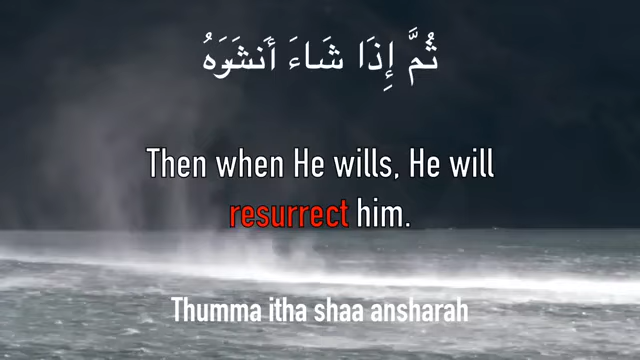 ثُمَّ إِذَا شَاءَ أَنشَوَهُ
Then when He wills, He will
resurrect him.
Thumma itha shaa ansharah